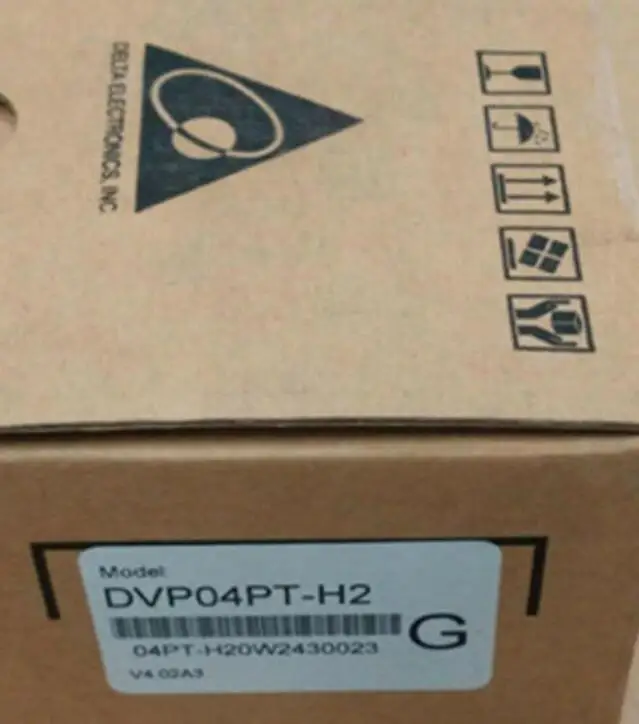 DELTA ELECTRONICS, INC
Model:
DVP04PT-H2
G
04PT-H20W2430023
V4.02A3